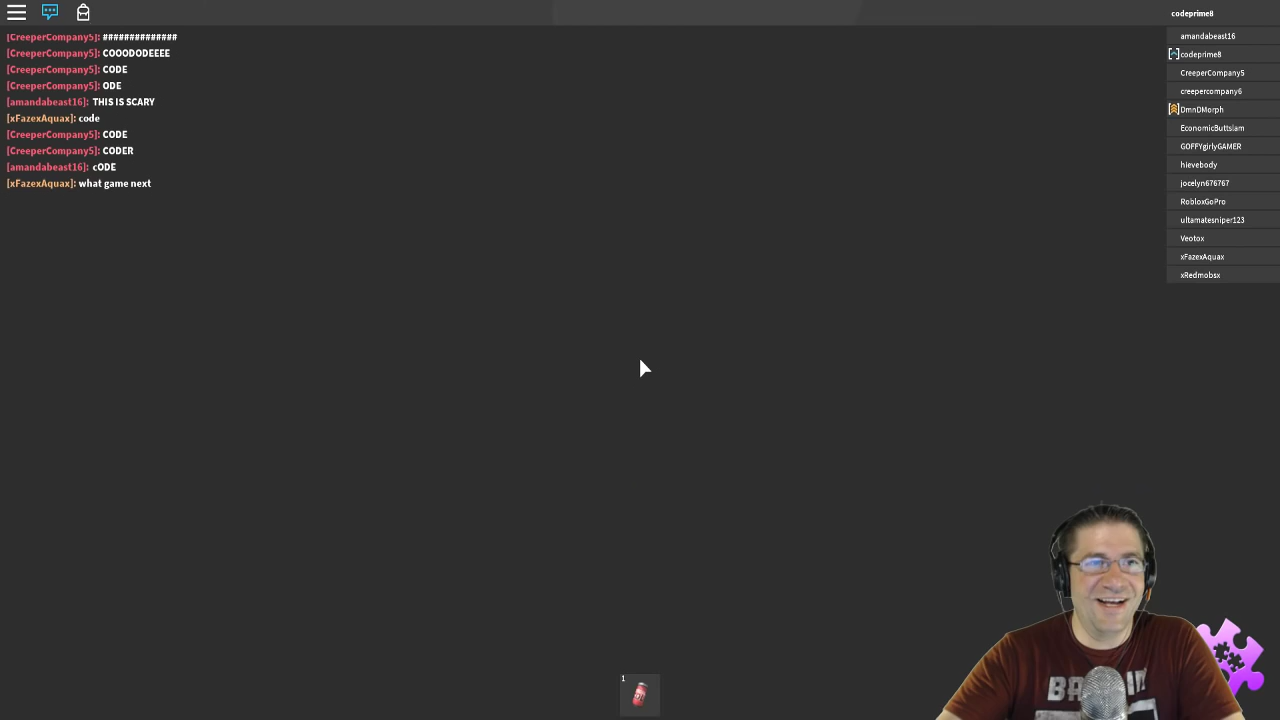 codeprime8
[CreeperCompany5]: ##############
[CreeperCompany5]: COOODODEEEE
[CreeperCompany5]: CODE
[CreeperCompany5]: ODE
[amandabeast16]: THIS IS SCARY
[xFazexAquax]: code
[CreeperCompany5]: CODE
[CreeperCompany5]: CODER
[amandabeast16]: cODE
[xFazexAquax]: what game next
amandabeast16
codeprime8
CreeperCompany5
creepercompany6
DmnDMorph
EconomicButtslam
GOFFYgirlyGAMER
hievebody
jocelyn676767
RobloxGoPro
ultamatesniper123
Veotox
xFazexAquax
xRedmobsx
1